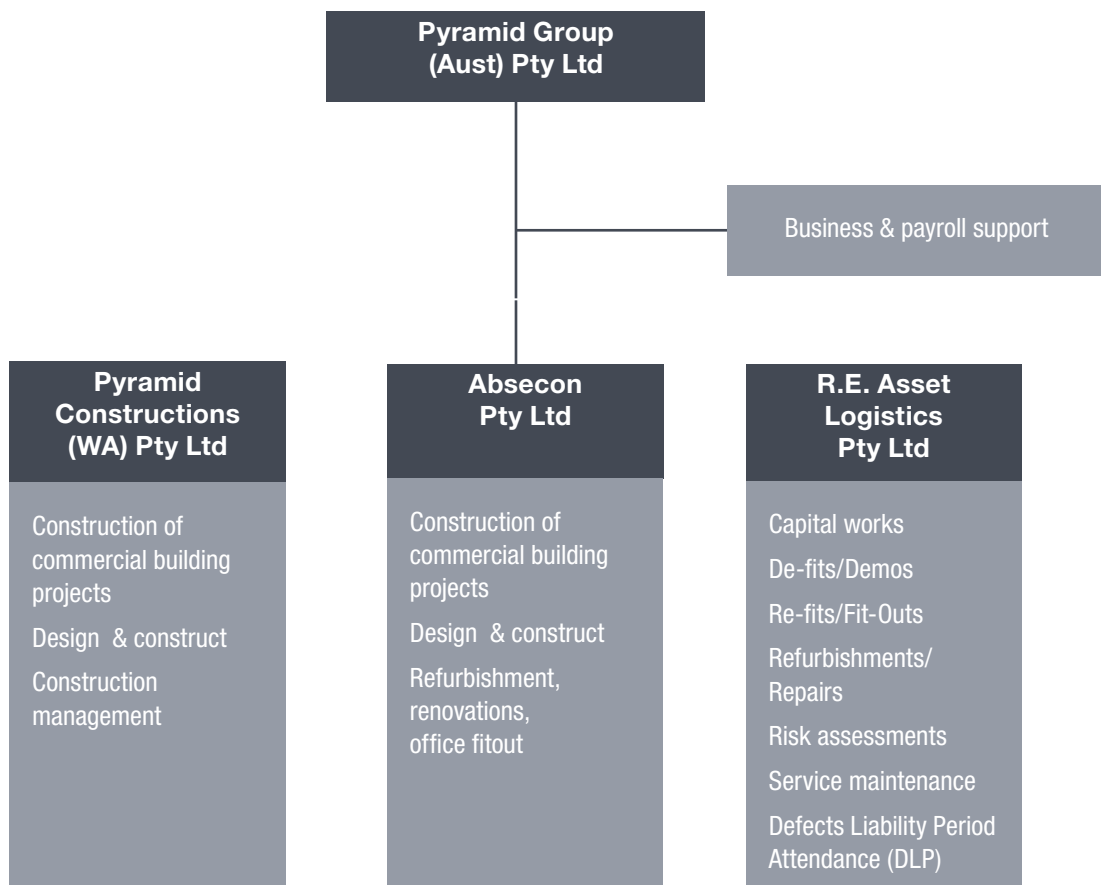 Pyramid Group
(Aust) Pty Ltd
Business & payroll support
Pyramid
Constructions
(WA) Pty Ltd
Construction of
commercial building
projects
Design & construct
Construction
management
Absecon
Pty Ltd
Construction of
commercial building
projects
Design & construct
Refurbishment,
renovations,
office fitout
R.E. Asset
Logistics
Pty Ltd
Capital works
De-fits/Demos
Re-fits/Fit-Outs
Refurbishments/
Repairs
Risk assessments
Service maintenance
Defects Liability Period
Attendance (DLP)